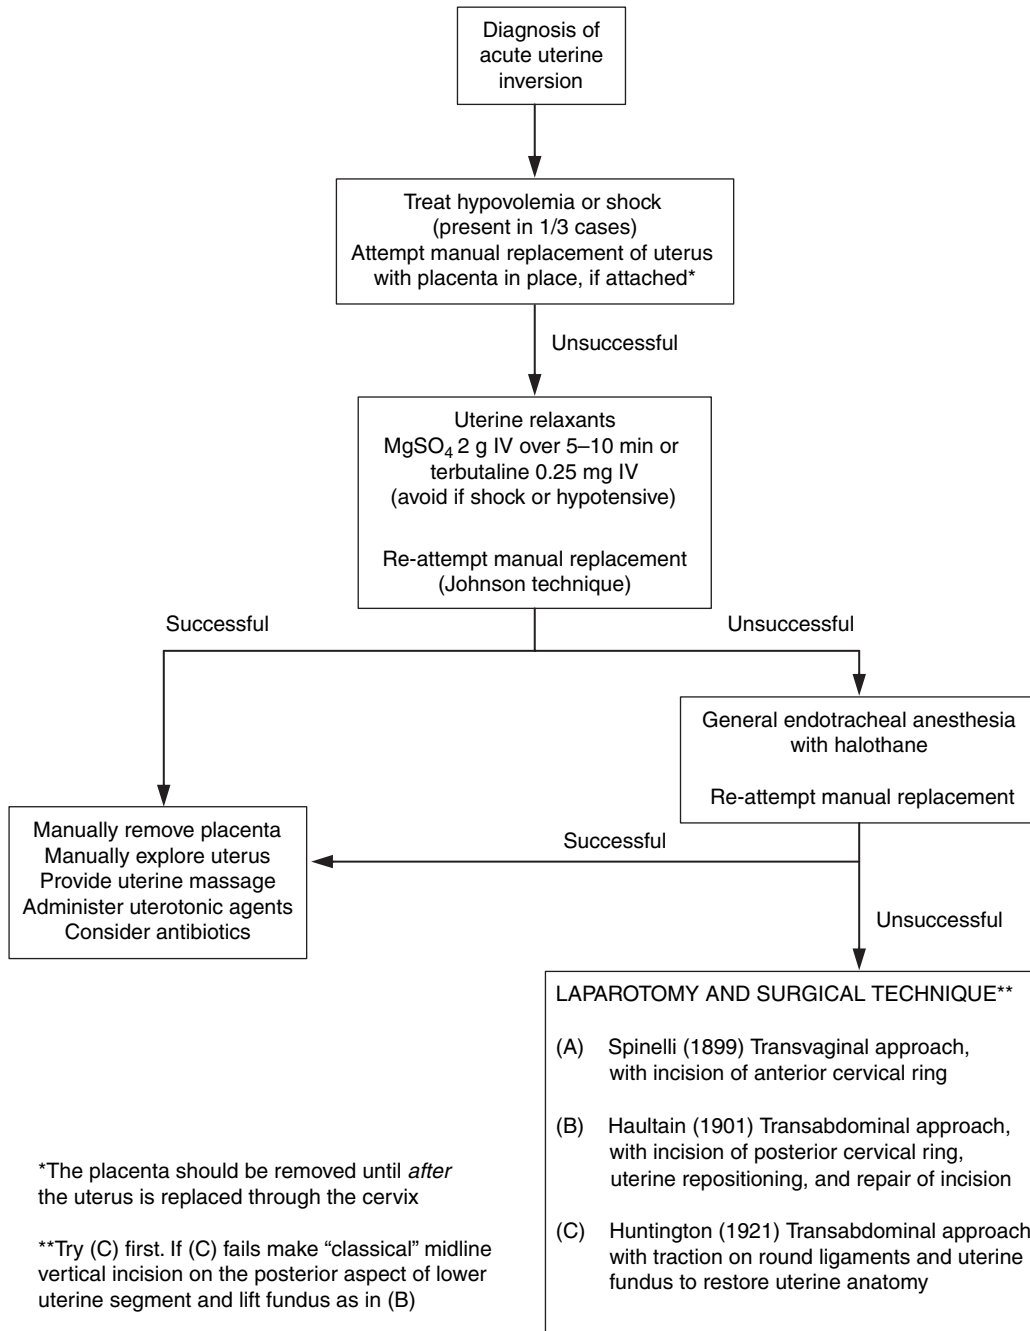 Diagnosis of
acute uterine
inversion
Treat hypovolemia or shock
(present in 1/3 cases)
Attempt manual replacement of uterus
with placenta in place, if attached*
Unsuccessful
Uterine relaxants
MgSO₄ 2 g IV over 5–10 min or
terbutaline 0.25 mg IV
(avoid if shock or hypotensive)
Re-attempt manual replacement
(Johnson technique)
Successful
Unsuccessful
General endotracheal anesthesia
with halothane
Re-attempt manual replacement
Manually remove placenta
Manually explore uterus
Provide uterine massage
Administer uterotonic agents
Consider antibiotics
Successful
Unsuccessful
LAPAROTOMY AND SURGICAL TECHNIQUE**
(A) Spinelli (1899) Transvaginal approach,
with incision of anterior cervical ring
(B) Haultain (1901) Transabdominal approach,
with incision of posterior cervical ring,
uterine repositioning, and repair of incision
(C) Huntington (1921) Transabdominal approach
with traction on round ligaments and uterine
fundus to restore uterine anatomy
*The placenta should be removed until after
the uterus is replaced through the cervix
**Try (C) first. If (C) fails make “classical” midline
vertical incision on the posterior aspect of lower
uterine segment and lift fundus as in (B)